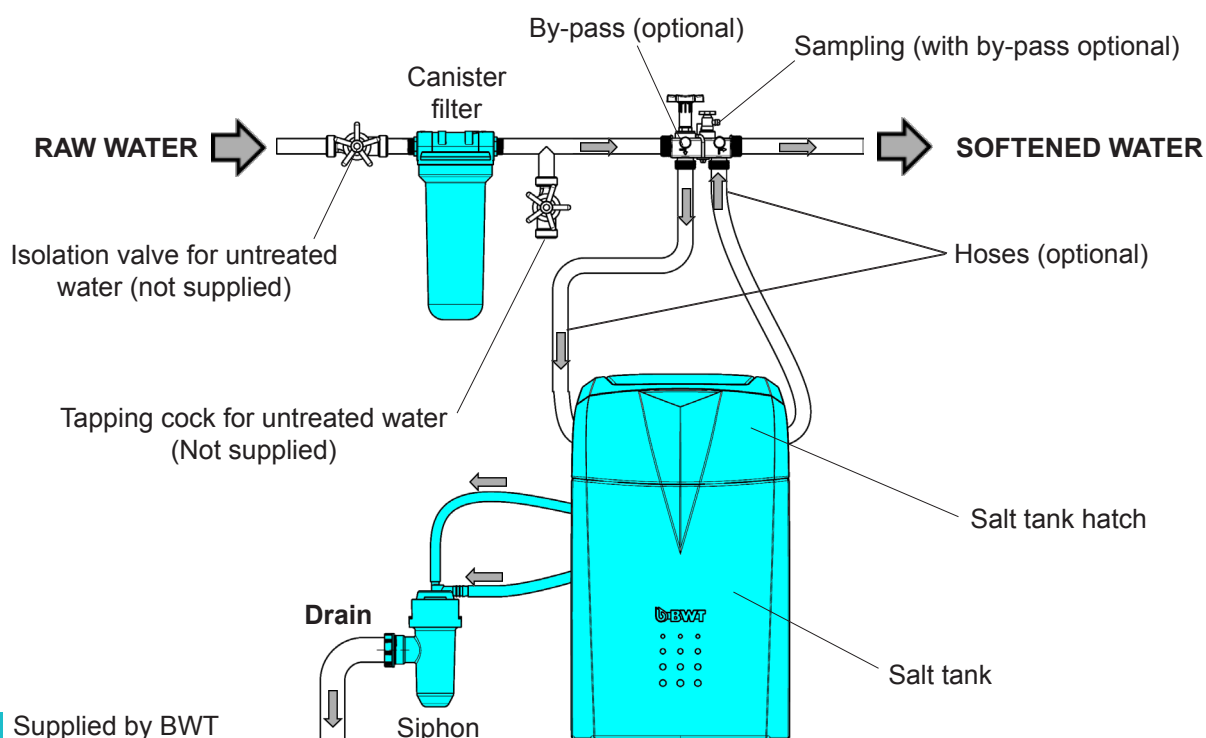 By-pass (optional)
Sampling (with by-pass optional)
Canister
filter
RAW WATER
SOFTENED WATER
Isolation valve for untreated
water (not supplied)
Hoses (optional)
Tapping cock for untreated water
(Not supplied)
Salt tank hatch
Drain
BWT
Salt tank
Supplied by BWT
Siphon